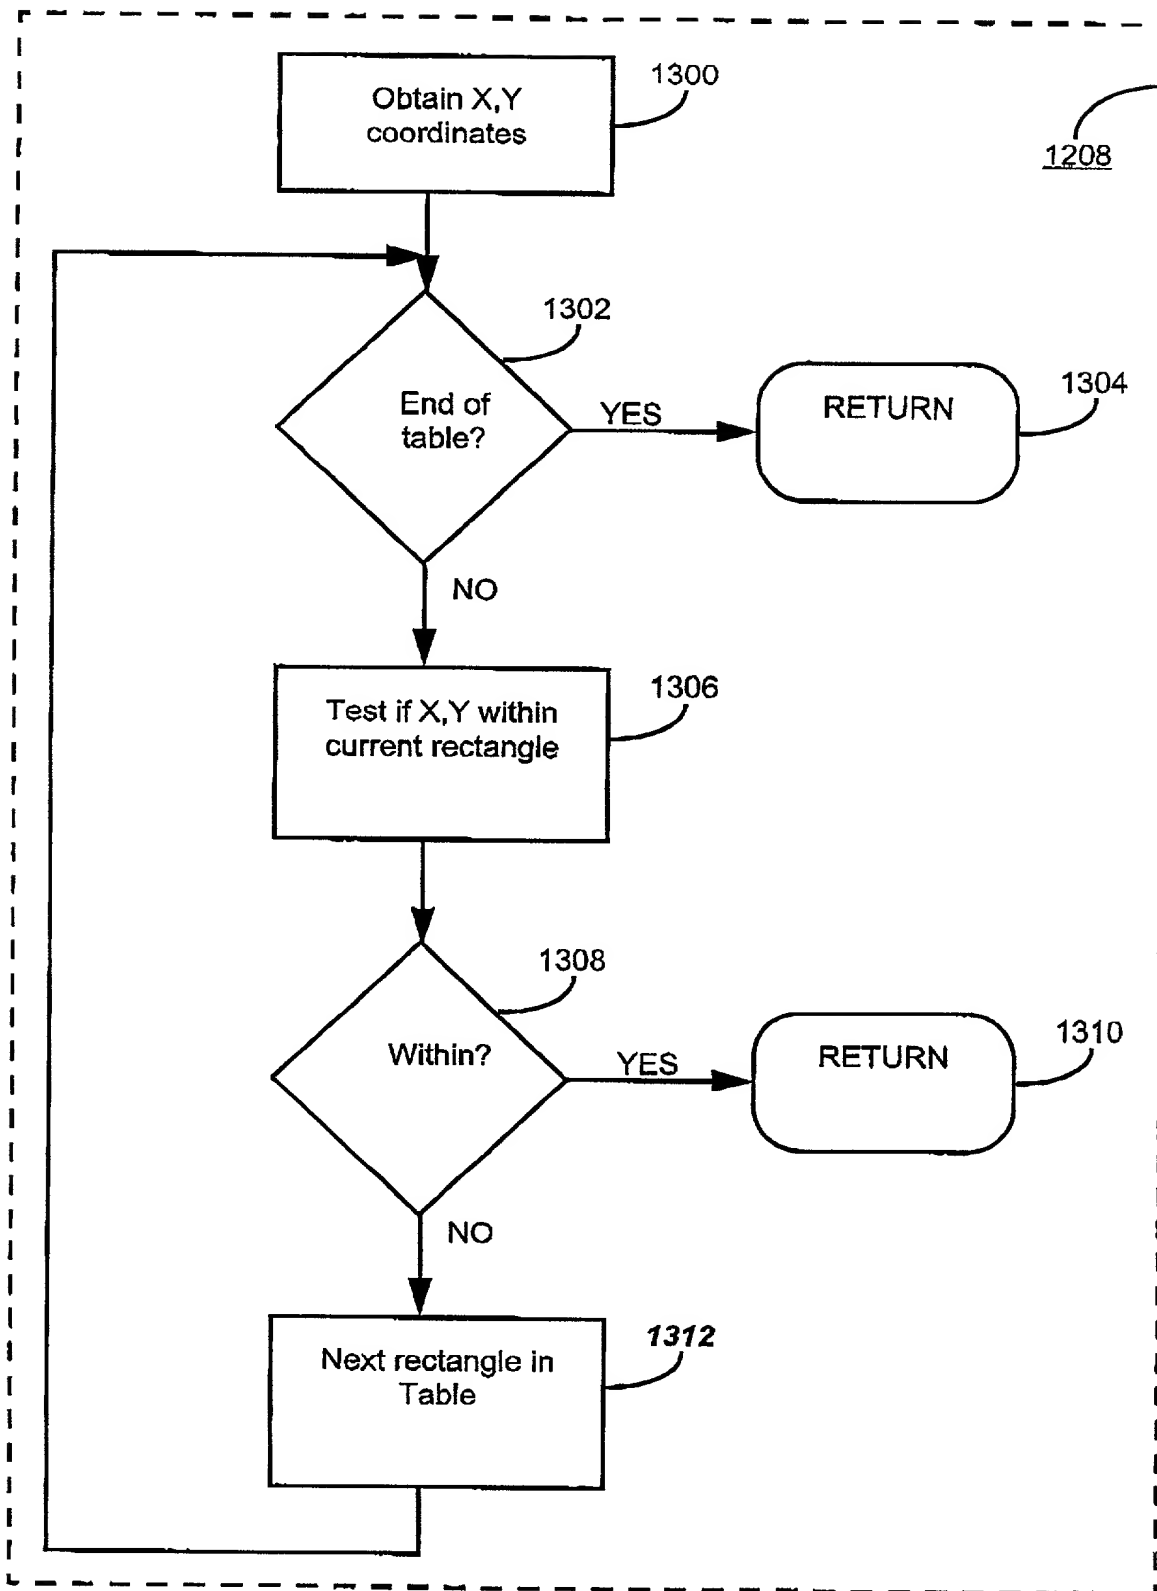 Obtain X,Y
coordinates
1300
1208
1302
End of
table?
YES
RETURN
1304
NO
Test if X,Y within
current rectangle
1306
1308
Within?
YES
RETURN
1310
NO
Next rectangle in
Table
1312